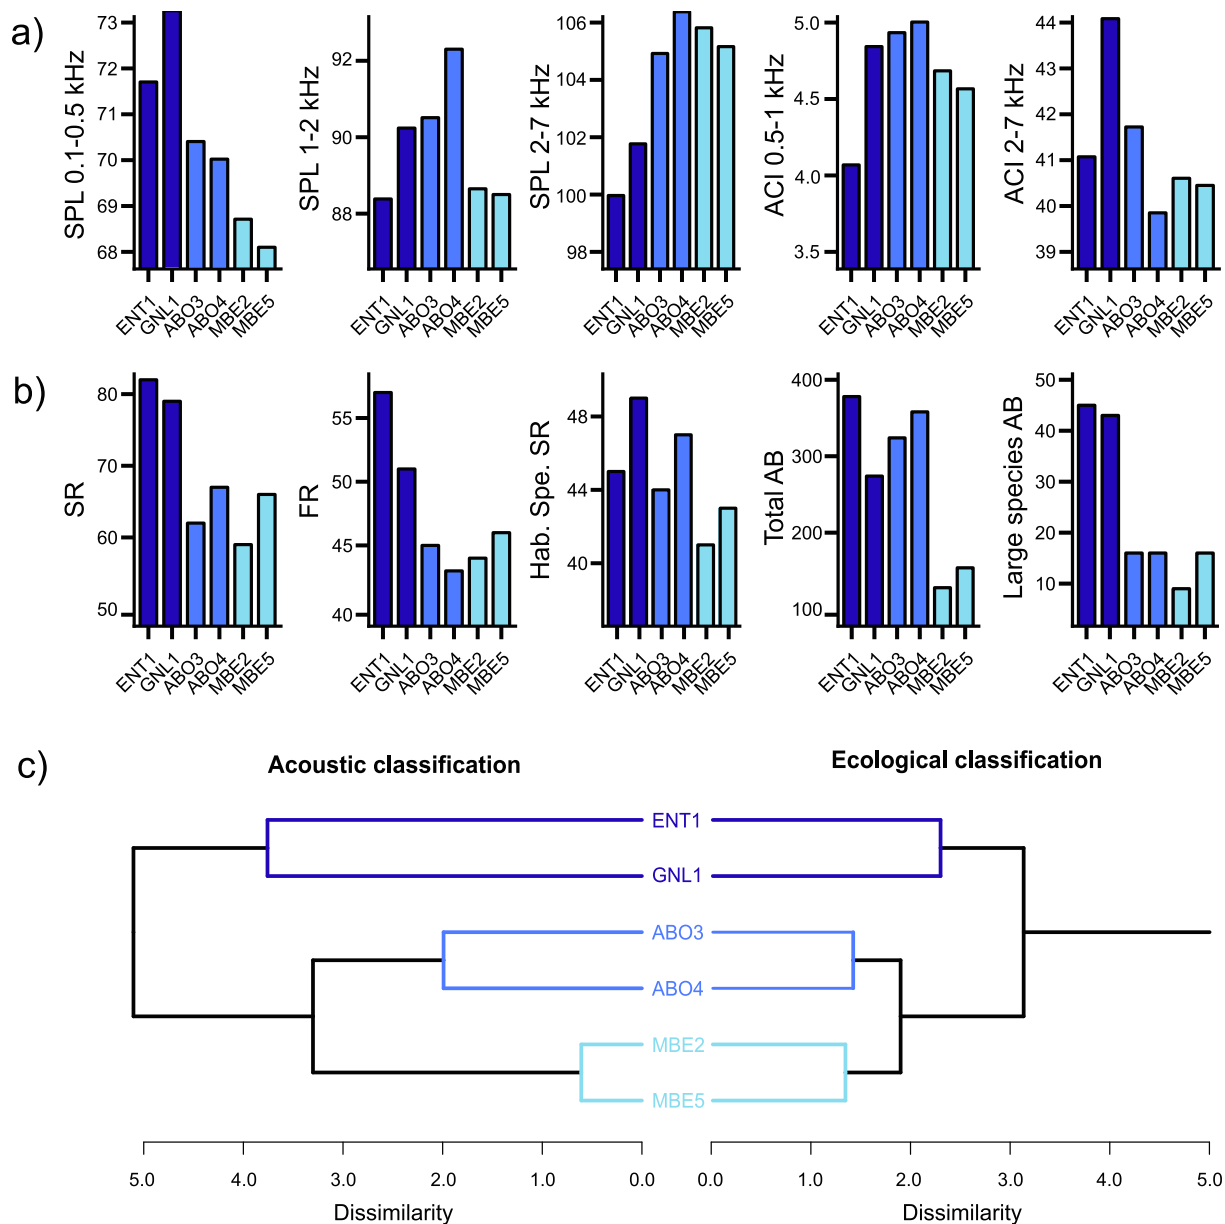 a)
SPL 0.1-0.5 kHz
73
72
71
70
69
68
ENT1
GNL1
ABO3
ABO4
MBE2
MBE5
SPL 1-2 kHz
92
90
88
ENT1
GNL1
ABO3
ABO4
MBE2
MBE5
SPL 2-7 kHz
106
104
102
100
98
ENT1
GNL1
ABO3
ABO4
MBE2
MBE5
ACI 0.5-1 kHz
5.0
4.5
4.0
3.5
ENT1
GNL1
ABO3
ABO4
MBE2
MBE5
ACI 2-7 kHz
44
43
42
41
40
39
ENT1
GNL1
ABO3
ABO4
MBE2
MBE5
b)
SR
80
70
60
50
ENT1
GNL1
ABO3
ABO4
MBE2
MBE5
FR
55
50
45
40
ENT1
GNL1
ABO3
ABO4
MBE2
MBE5
Hab. Spe. SR
48
44
40
ENT1
GNL1
ABO3
ABO4
MBE2
MBE5
Total AB
400
300
200
100
ENT1
GNL1
ABO3
ABO4
MBE2
MBE5
Large species AB
50
40
30
20
10
ENT1
GNL1
ABO3
ABO4
MBE2
MBE5
c)
Acoustic classification
Ecological classification
ENT1
GNL1
ABO3
ABO4
MBE2
MBE5
5.0 4.0 3.0 2.0 1.0 0.0
Dissimilarity
0.0 1.0 2.0 3.0 4.0 5.0
Dissimilarity